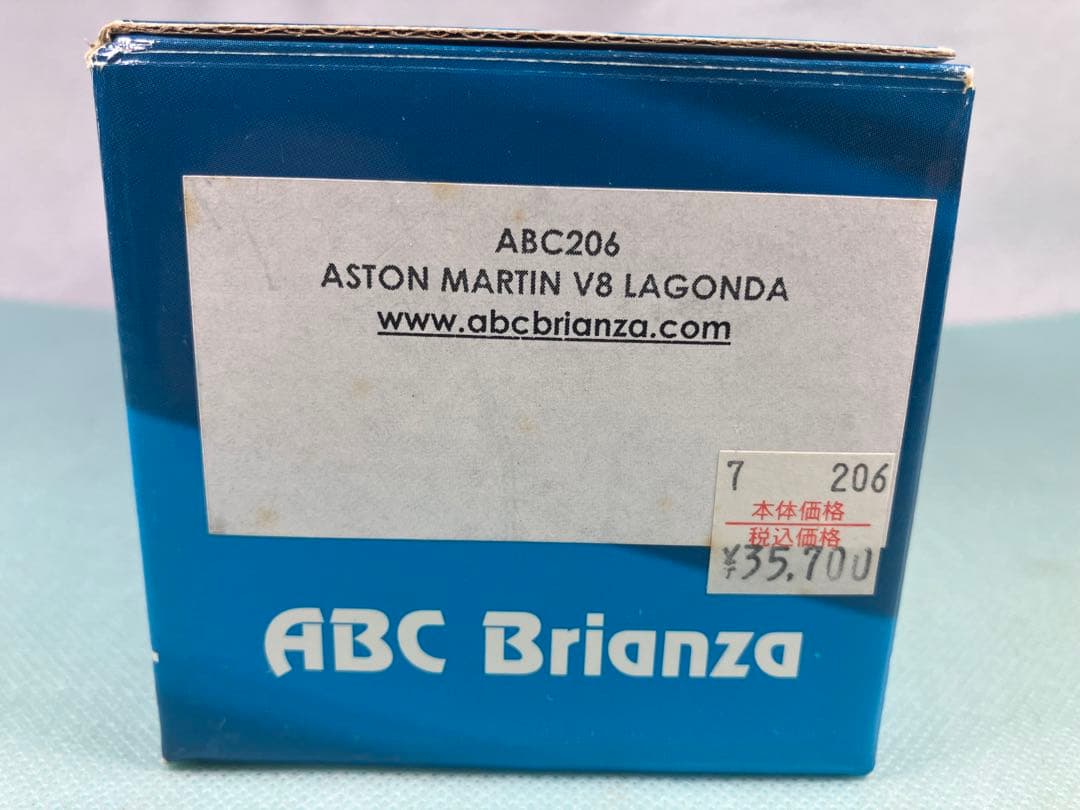 ABC206
ASTON MARTIN V8 LAGONDA
www.abcbrianza.com
7 206
本体価格
税込価格
¥35,700
ABC Brianza